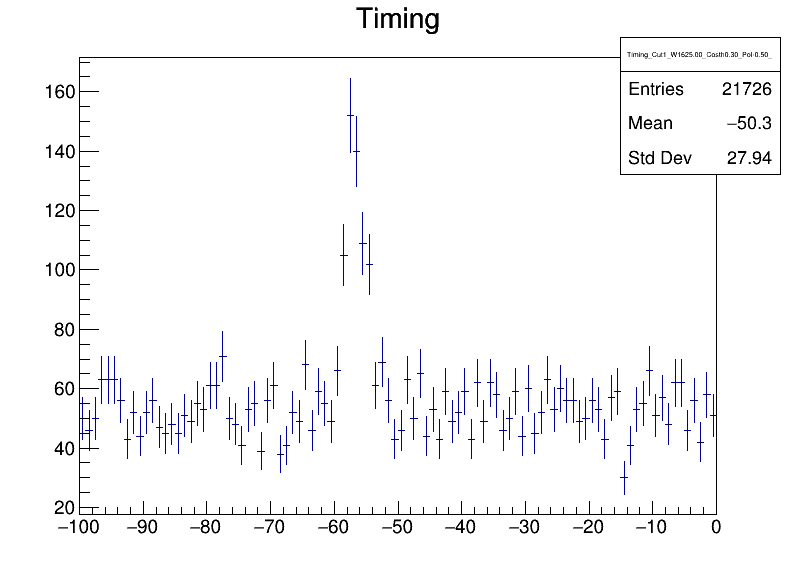 Timing
Timing_Cut1_W1625.00_Costh0.30_Pol-0.50_
Entries 21726
Mean −50.3
Std Dev 27.94
160
140
120
100
80
60
40
20
−100 −90 −80 −70 −60 −50 −40 −30 −20 −10 0